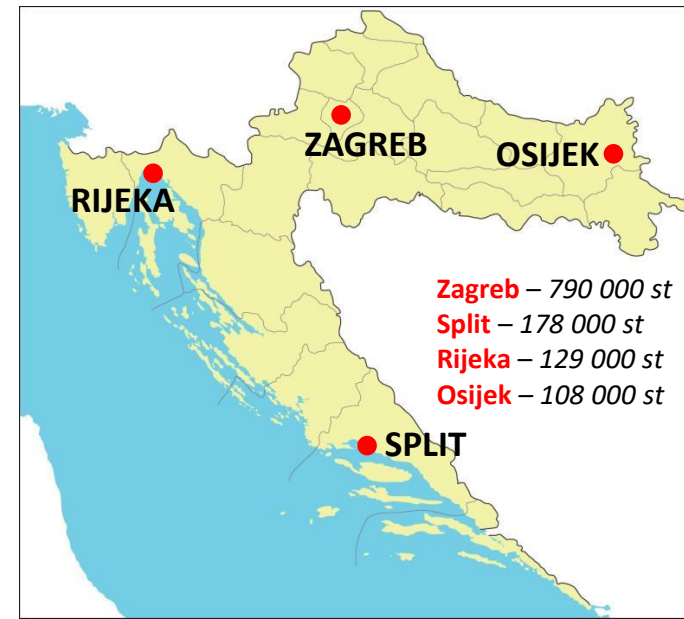 ZAGREB
OSIJEK
RIJEKA
Zagreb – 790 000 st
Split – 178 000 st
Rijeka – 129 000 st
Osijek – 108 000 st
SPLIT